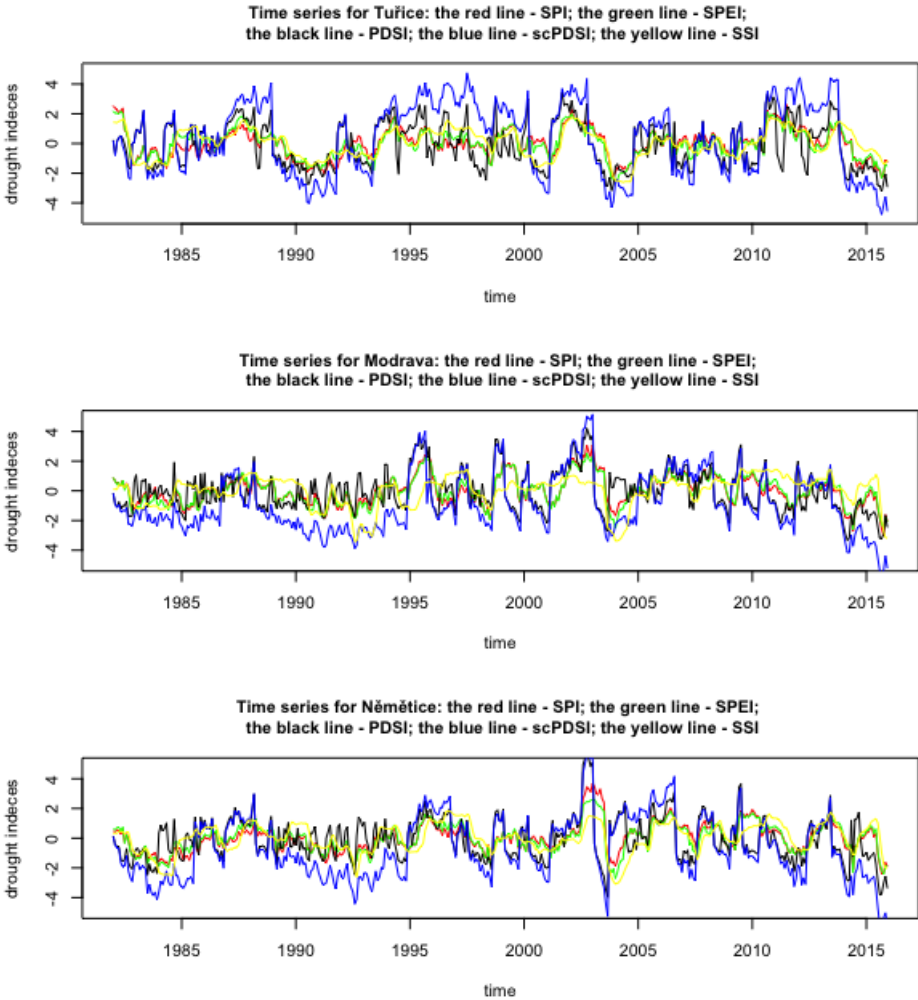 Time series for Tuřice: the red line - SPI; the green line - SPEI;
the black line - PDSI; the blue line - scPDSI; the yellow line - SSI
drought indeces
4
2
0
-2
-4
1985 1990 1995 2000 2005 2010 2015
time
Time series for Modrava: the red line - SPI; the green line - SPEI;
the black line - PDSI; the blue line - scPDSI; the yellow line - SSI
drought indeces
4
2
0
-2
-4
1985 1990 1995 2000 2005 2010 2015
time
Time series for Němětice: the red line - SPI; the green line - SPEI;
the black line - PDSI; the blue line - scPDSI; the yellow line - SSI
drought indeces
4
2
0
-2
-4
1985 1990 1995 2000 2005 2010 2015
time